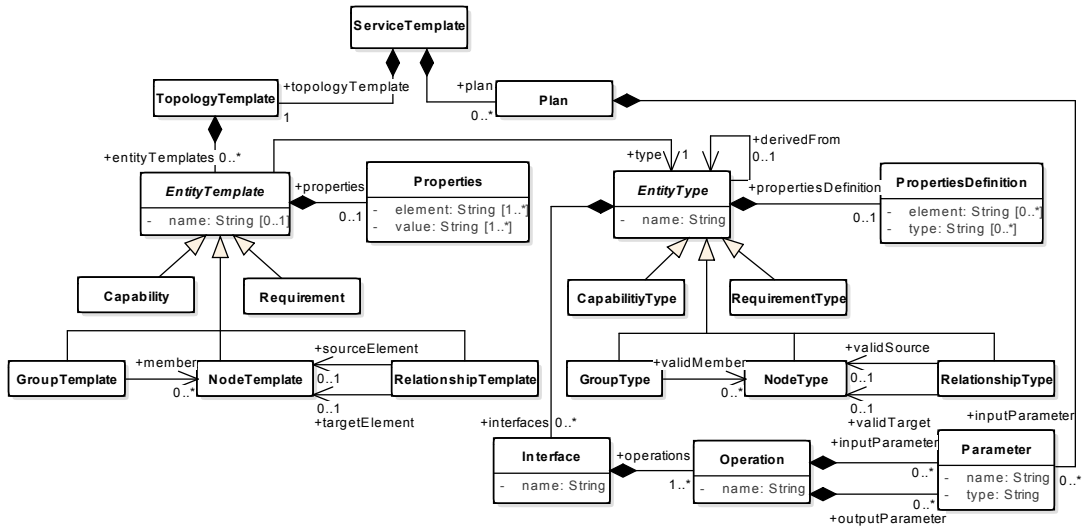 ServiceTemplate
+topologyTemplate
1
+plan
0..*
TopologyTemplate
Plan
+entityTemplates 0..*
+type 1
+derivedFrom
0..1
EntityTemplate
- name: String [0..1]
+properties
0..1
Properties
- element: String [1..*]
- value: String [1..*]
EntityType
- name: String
+propertiesDefinition
0..1
PropertiesDefinition
- element: String [0..*]
- type: String [0..*]
Capability
Requirement
CapabilitiyType
RequirementType
GroupTemplate
+member
0..*
NodeTemplate
+sourceElement
0..1
0..1
+targetElement
RelationshipTemplate
GroupType
+validMember
0..*
NodeType
+validSource
0..1
0..1
+validTarget
RelationshipType
+inputParameter
0..*
+interfaces 0..*
Interface
- name: String
+operations
1..*
Operation
- name: String
+inputParameter
0..*
0..*
+outputParameter
Parameter
- name: String
- type: String